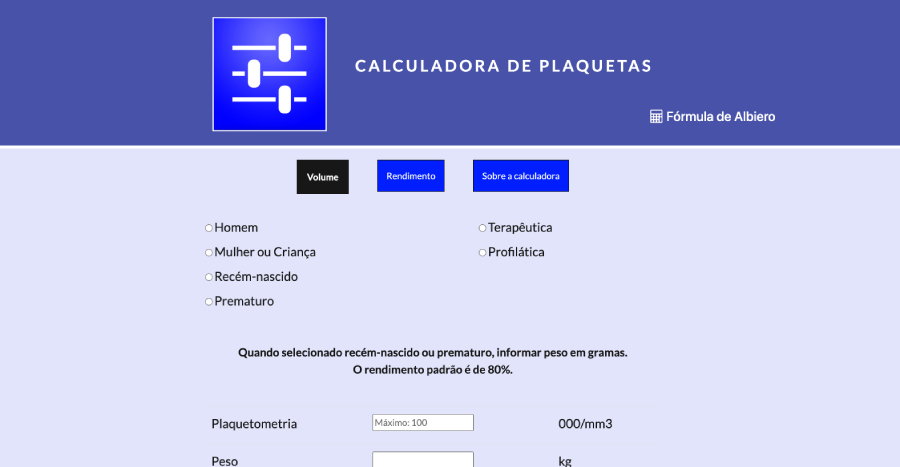 CALCULADORA DE PLAQUETAS
Fórmula de Albiero
Volume
Rendimento
Sobre a calculadora
Homem
Terapêutica
Mulher ou Criança
Profilática
Recém-nascido
Prematuro
Quando selecionado recém-nascido ou prematuro, informar peso em gramas.
O rendimento padrão é de 80%.
Plaquetometria
Máximo: 100
000/mm3
Peso
kg